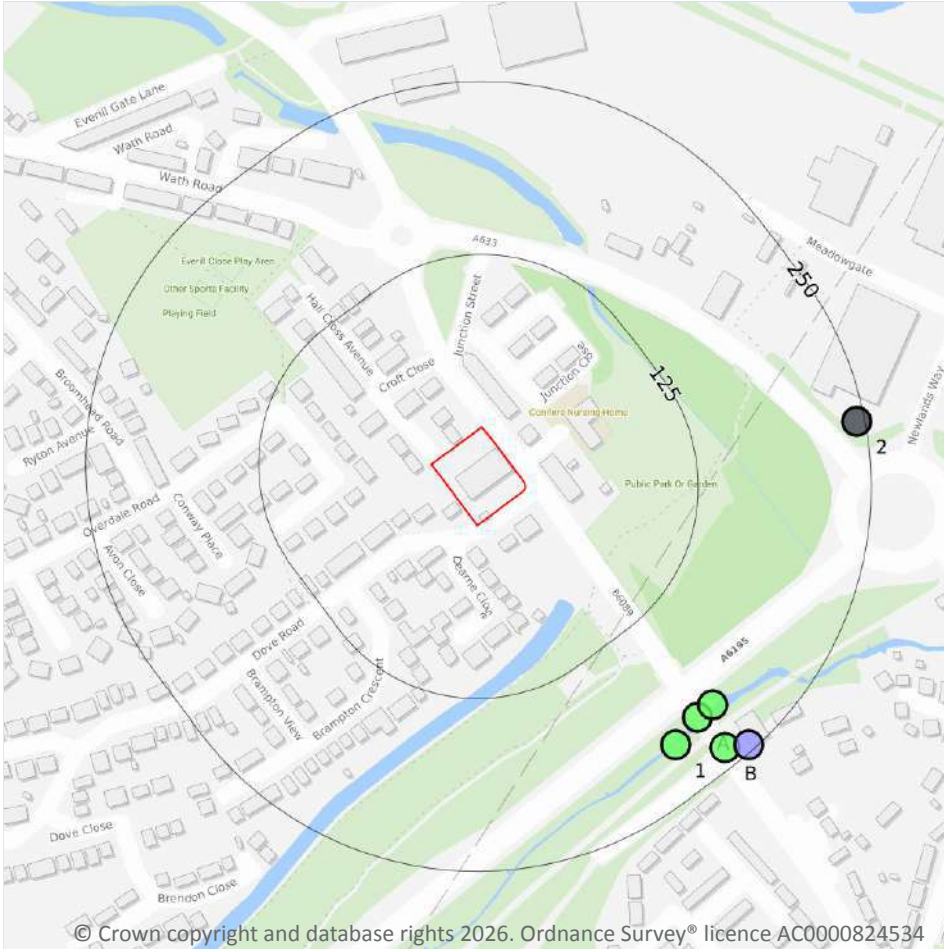 Everill Gate Lane
Wath Road
Wath Road
A633
Meadowgate
Everill Close Play Area
Other Sports Facility
Playing Field
Hall Cross Avenue
Junction Street
250
Croft Close
Junction Cl
ose
125
Conifers Nursing Home
Newlands Way
Broomhead Road
Ryton Avenue
2
Overdale Road
Conway Place
Public Park Or Garden
Avon Close
Dearne Close
B6089
Dove Road
A6195
Brampton View
Brampton Crescent
A
1
B
Dove Close
Brendon Close
© Crown copyright and database rights 2026. Ordnance Survey® licence AC0000824534